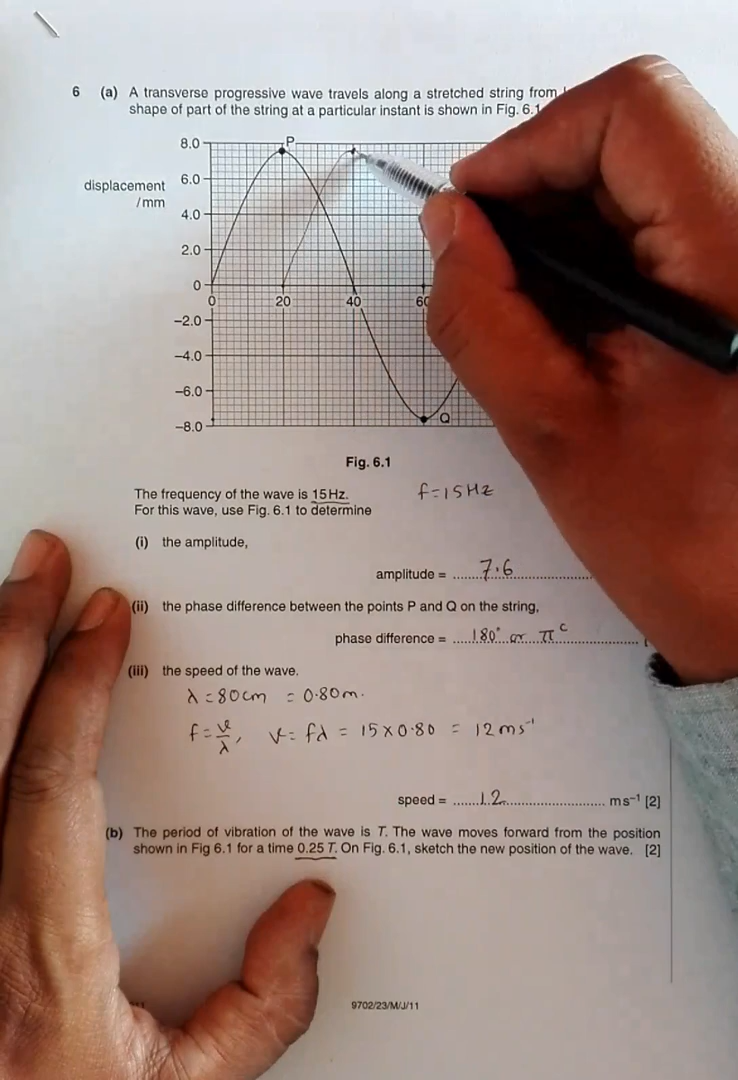 6 (a) A transverse progressive wave travels along a stretched string from
shape of part of the string at a particular instant is shown in Fig. 6.1
8.0
P
displacement
/mm
6.0
4.0
2.0
0
0 20 40
−2.0
−4.0
−6.0
Q
−8.0
Fig. 6.1
The frequency of the wave is 15 Hz. f=15Hz
For this wave, use Fig. 6.1 to determine
(i) the amplitude,
amplitude = ....7.6....
(ii) the phase difference between the points P and Q on the string,
phase difference = ....180° or π^c....
(iii) the speed of the wave.
λ = 80cm = 0.80m.
f = v/λ, v = fλ = 15 × 0.80 = 12 ms⁻¹
speed = ....12.... ms⁻¹ [2]
(b) The period of vibration of the wave is T. The wave moves forward from the position
shown in Fig 6.1 for a time 0.25 T. On Fig. 6.1, sketch the new position of the wave. [2]
9702/23/M/J/11